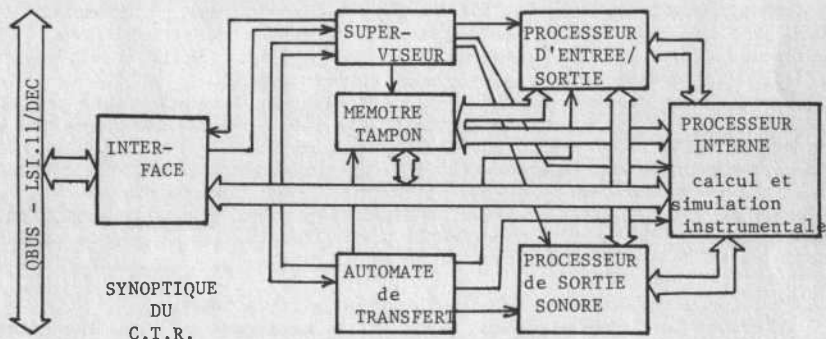 QBUS - LSI.11/DEC
INTER-
FACE
SYNOPTIQUE
DU
C.T.R.
SUPER-
VISEUR
MEMOIRE
TAMPON
AUTOMATE
de
TRANSFERT
PROCESSEUR
D'ENTREE/
SORTIE
PROCESSEUR
de SORTIE
SONORE
PROCESSEUR
INTERNE
calcul et
simulation
instrumentale